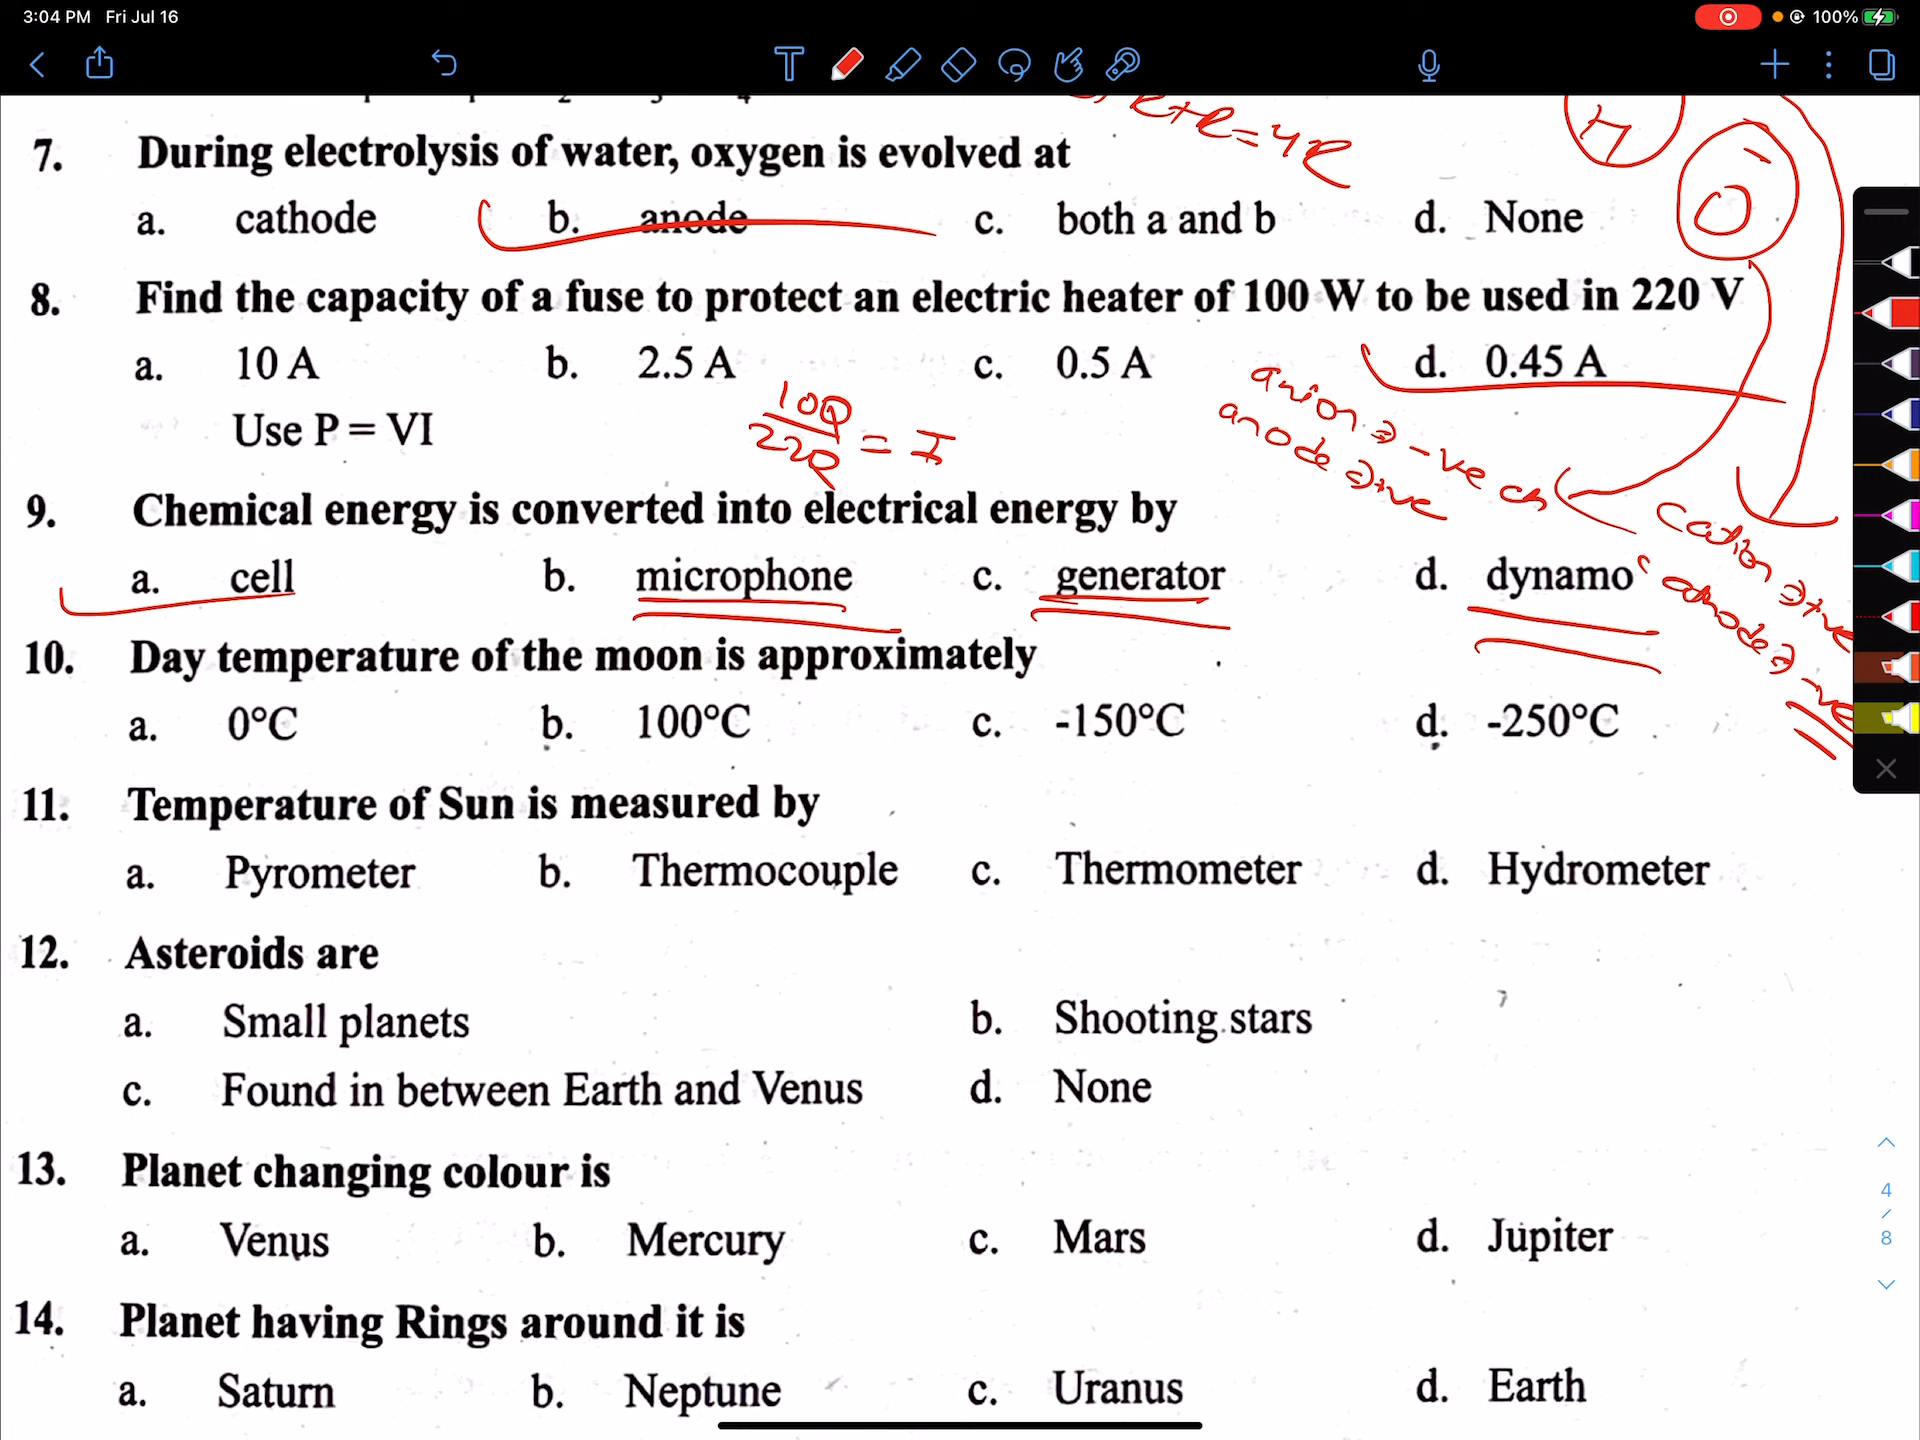 3:04 PM Fri Jul 16
100%
R+R=4R
H
7. During electrolysis of water, oxygen is evolved at
O
a. cathode b. anode c. both a and b d. None
8. Find the capacity of a fuse to protect an electric heater of 100 W to be used in 220 V
a. 10 A b. 2.5 A c. 0.5 A d. 0.45 A
Use P = VI
100/220 = I
anion ⇒ -ve
anode ⇒ +ve
9. Chemical energy is converted into electrical energy by
cation ⇒ +ve
a. cell b. microphone c. generator d. dynamo
⇒ -ve
10. Day temperature of the moon is approximately
a. 0°C b. 100°C c. -150°C d. -250°C
11. Temperature of Sun is measured by
a. Pyrometer b. Thermocouple c. Thermometer d. Hydrometer
12. Asteroids are
a. Small planets b. Shooting stars
c. Found in between Earth and Venus d. None
13. Planet changing colour is
a. Venus b. Mercury c. Mars d. Jupiter
14. Planet having Rings around it is
a. Saturn b. Neptune c. Uranus d. Earth
4
/
8